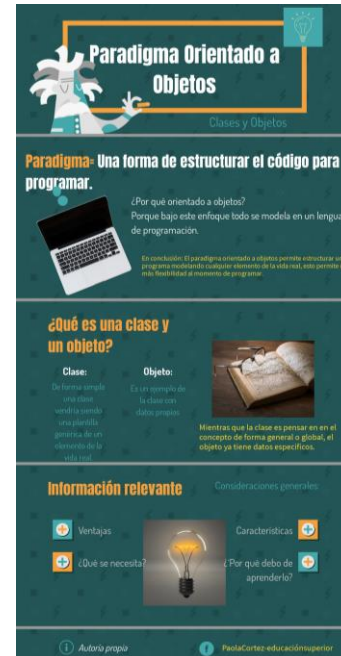 Paradigma Orientado a
Objetos
Clases y Objetos
Paradigma= Una forma de estructurar el código para
programar.
¿Por qué orientado a objetos?
Porque bajo este enfoque todo se modela en un lengua
de programación.
En conclusión: El paradigma orientado a objetos permite estructurar un
programa modelando cualquier elemento de la vida real, esto permite
más flexibilidad al momento de programar.
¿Qué es una clase y
un objeto?
Clase:
De forma simple
una clase
vendría siendo
una plantilla
genérica de un
elemento de la
vida real
Objeto:
Es un ejemplo de
la clase con
datos propios
Mientras que la clase es pensar en en el
concepto de forma general o global, el
objeto ya tiene datos específicos.
Información relevante
Consideraciones generales
Ventajas
Características
¿Qué se necesita?
¿Por qué debo de
aprenderlo?
Autoría propia
PaolaCortez-educaciónsuperior